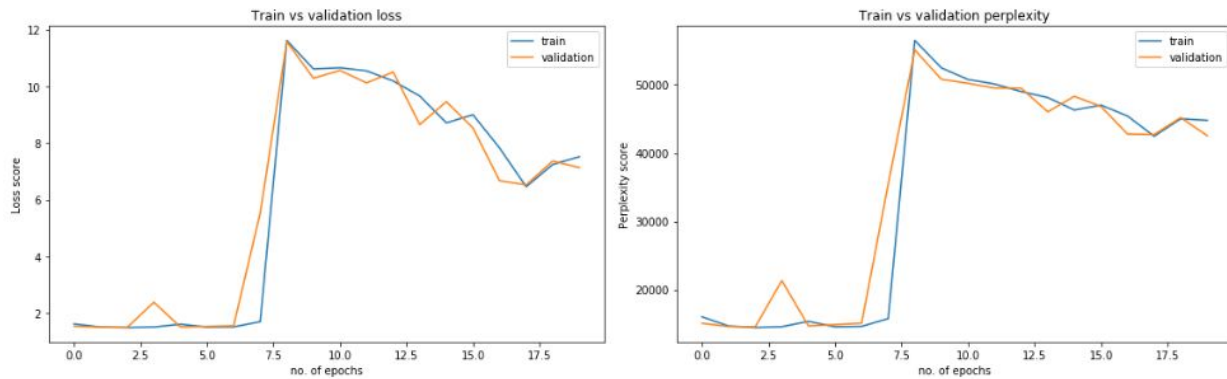 Train vs validation loss
train
validation
12
10
8
6
4
2
Loss score
0.0 2.5 5.0 7.5 10.0 12.5 15.0 17.5
no. of epochs
Train vs validation perplexity
train
validation
50000
40000
30000
20000
Perplexity score
0.0 2.5 5.0 7.5 10.0 12.5 15.0 17.5
no. of epochs